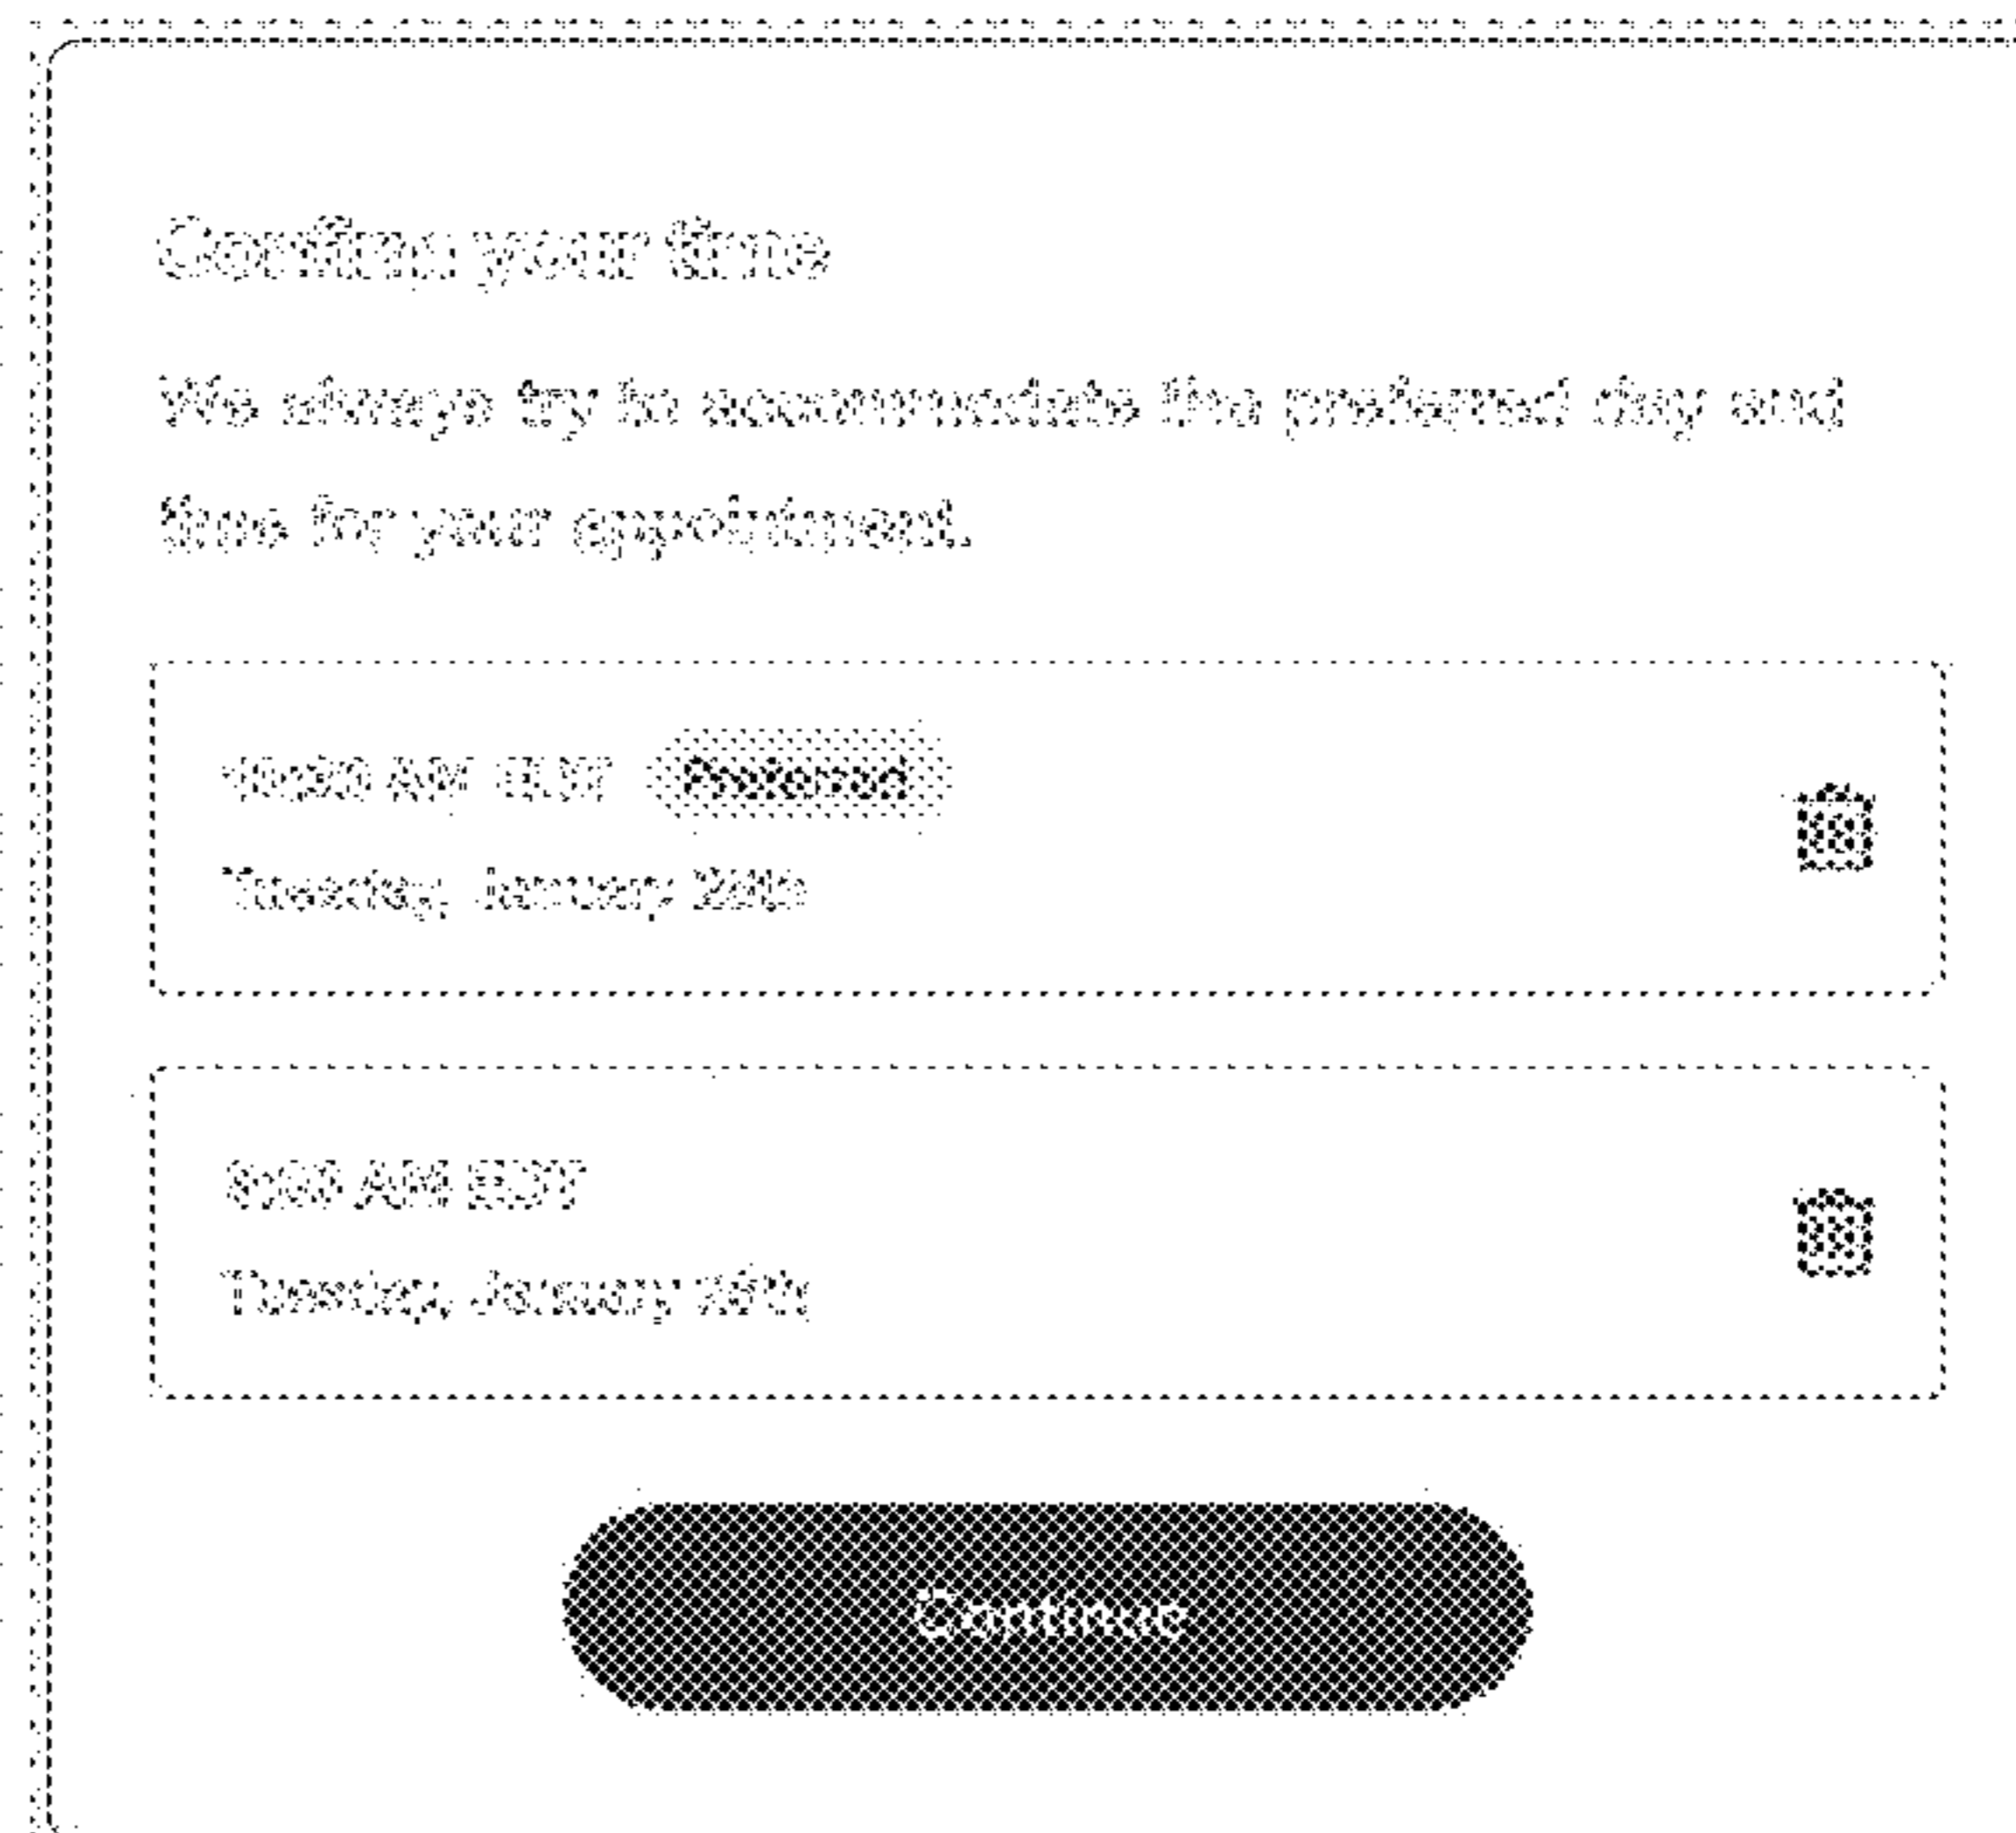 Confirm your time
We always try to accommodate the preferred day and
time for your appointment.
AM Preferred
Tuesday, January
AM EDT
Tuesday, January
Continue